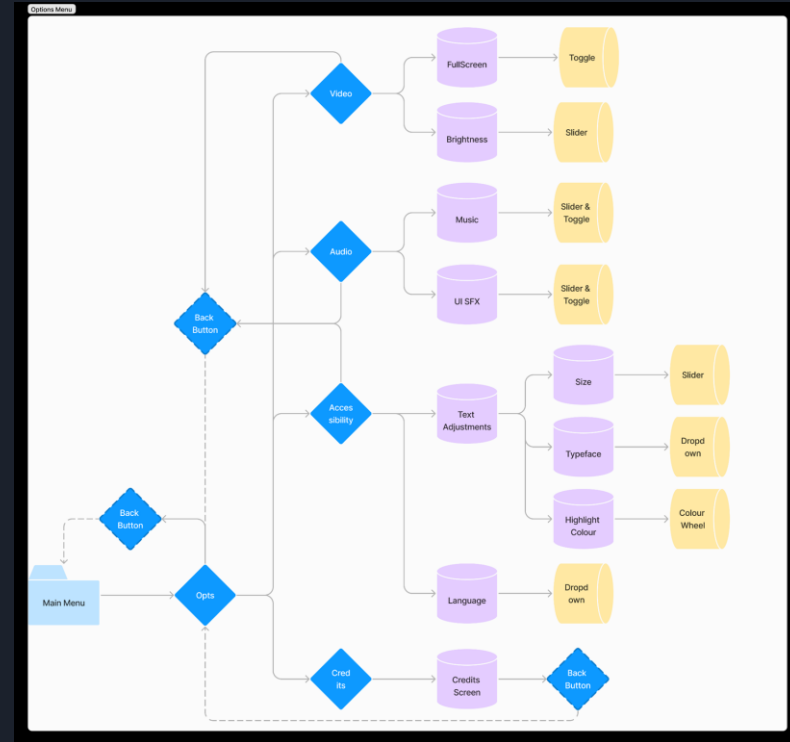 Options Menu
FullScreen
Toggle
Video
Brightness
Slider
Music
Slider &
Toggle
Audio
UI SFX
Slider &
Toggle
Back
Button
Size
Slider
Acces
sibility
Text
Adjustments
Typeface
Dropd
own
Back
Button
Highlight
Colour
Colour
Wheel
Main Menu
Opts
Language
Dropd
own
Cred
its
Credits
Screen
Back
Button